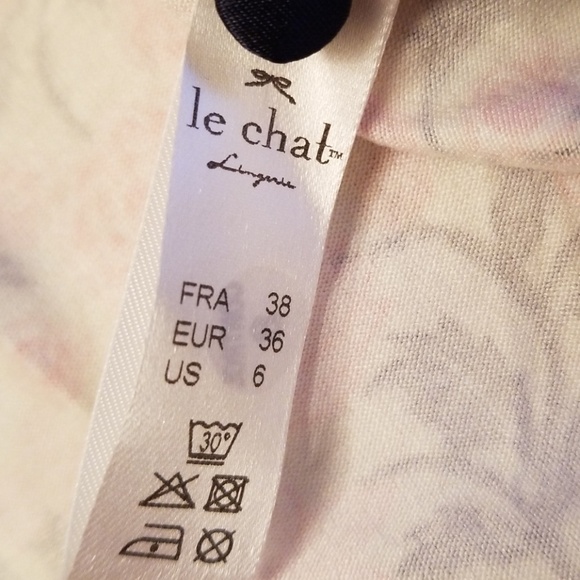 le chat™
Lingerie
FRA 38
EUR 36
US 6
30°